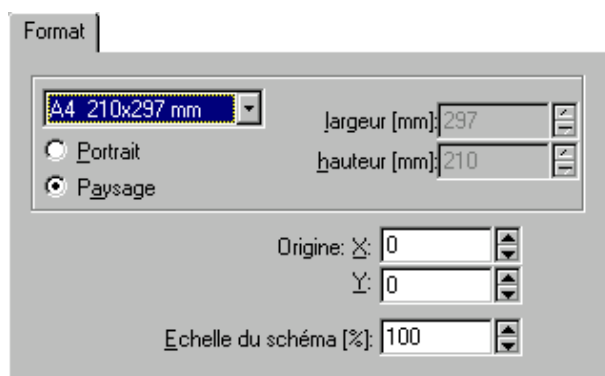 Format
A4 210x297 mm
largeur [mm]: 297
Portrait
hauteur [mm]: 210
Paysage
Origine: X: 0
Y: 0
Echelle du schéma [%]: 100